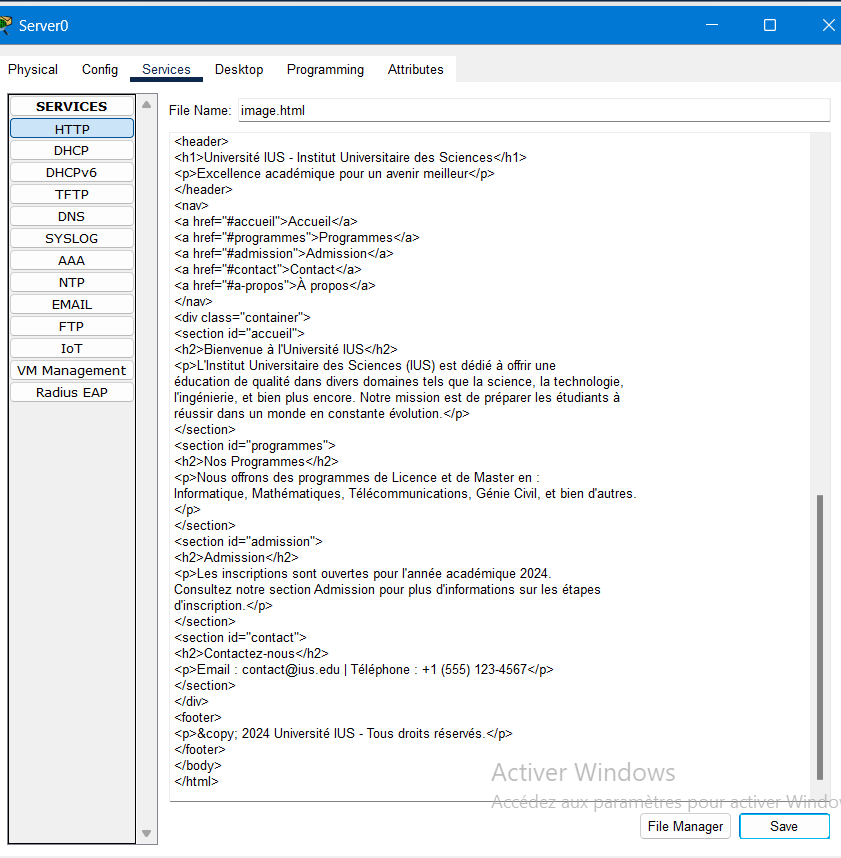 Server0
Physical Config Services Desktop Programming Attributes
SERVICES
HTTP
DHCP
DHCPv6
TFTP
DNS
SYSLOG
AAA
NTP
EMAIL
FTP
IoT
VM Management
Radius EAP
File Name: image.html
<header>
<h1>Université IUS - Institut Universitaire des Sciences</h1>
<p>Excellence académique pour un avenir meilleur</p>
</header>
<nav>
<a href="#accueil">Accueil</a>
<a href="#programmes">Programmes</a>
<a href="#admission">Admission</a>
<a href="#contact">Contact</a>
<a href="#a-propos">À propos</a>
</nav>
<div class="container">
<section id="accueil">
<h2>Bienvenue à l'Université IUS</h2>
<p>L'Institut Universitaire des Sciences (IUS) est dédié à offrir une
éducation de qualité dans divers domaines tels que la science, la technologie,
l'ingénierie, et bien plus encore. Notre mission est de préparer les étudiants à
réussir dans un monde en constante évolution.</p>
</section>
<section id="programmes">
<h2>Nos Programmes</h2>
<p>Nous offrons des programmes de Licence et de Master en :
Informatique, Mathématiques, Télécommunications, Génie Civil, et bien d'autres.
</p>
</section>
<section id="admission">
<h2>Admission</h2>
<p>Les inscriptions sont ouvertes pour l'année académique 2024.
Consultez notre section Admission pour plus d'informations sur les étapes
d'inscription.</p>
</section>
<section id="contact">
<h2>Contactez-nous</h2>
<p>Email : contact@ius.edu | Téléphone : +1 (555) 123-4567</p>
</section>
</div>
<footer>
<p>&copy; 2024 Université IUS - Tous droits réservés.</p>
</footer>
</body>
</html>
Activer Windows
Accédez aux paramètres pour activer Windo
File Manager Save